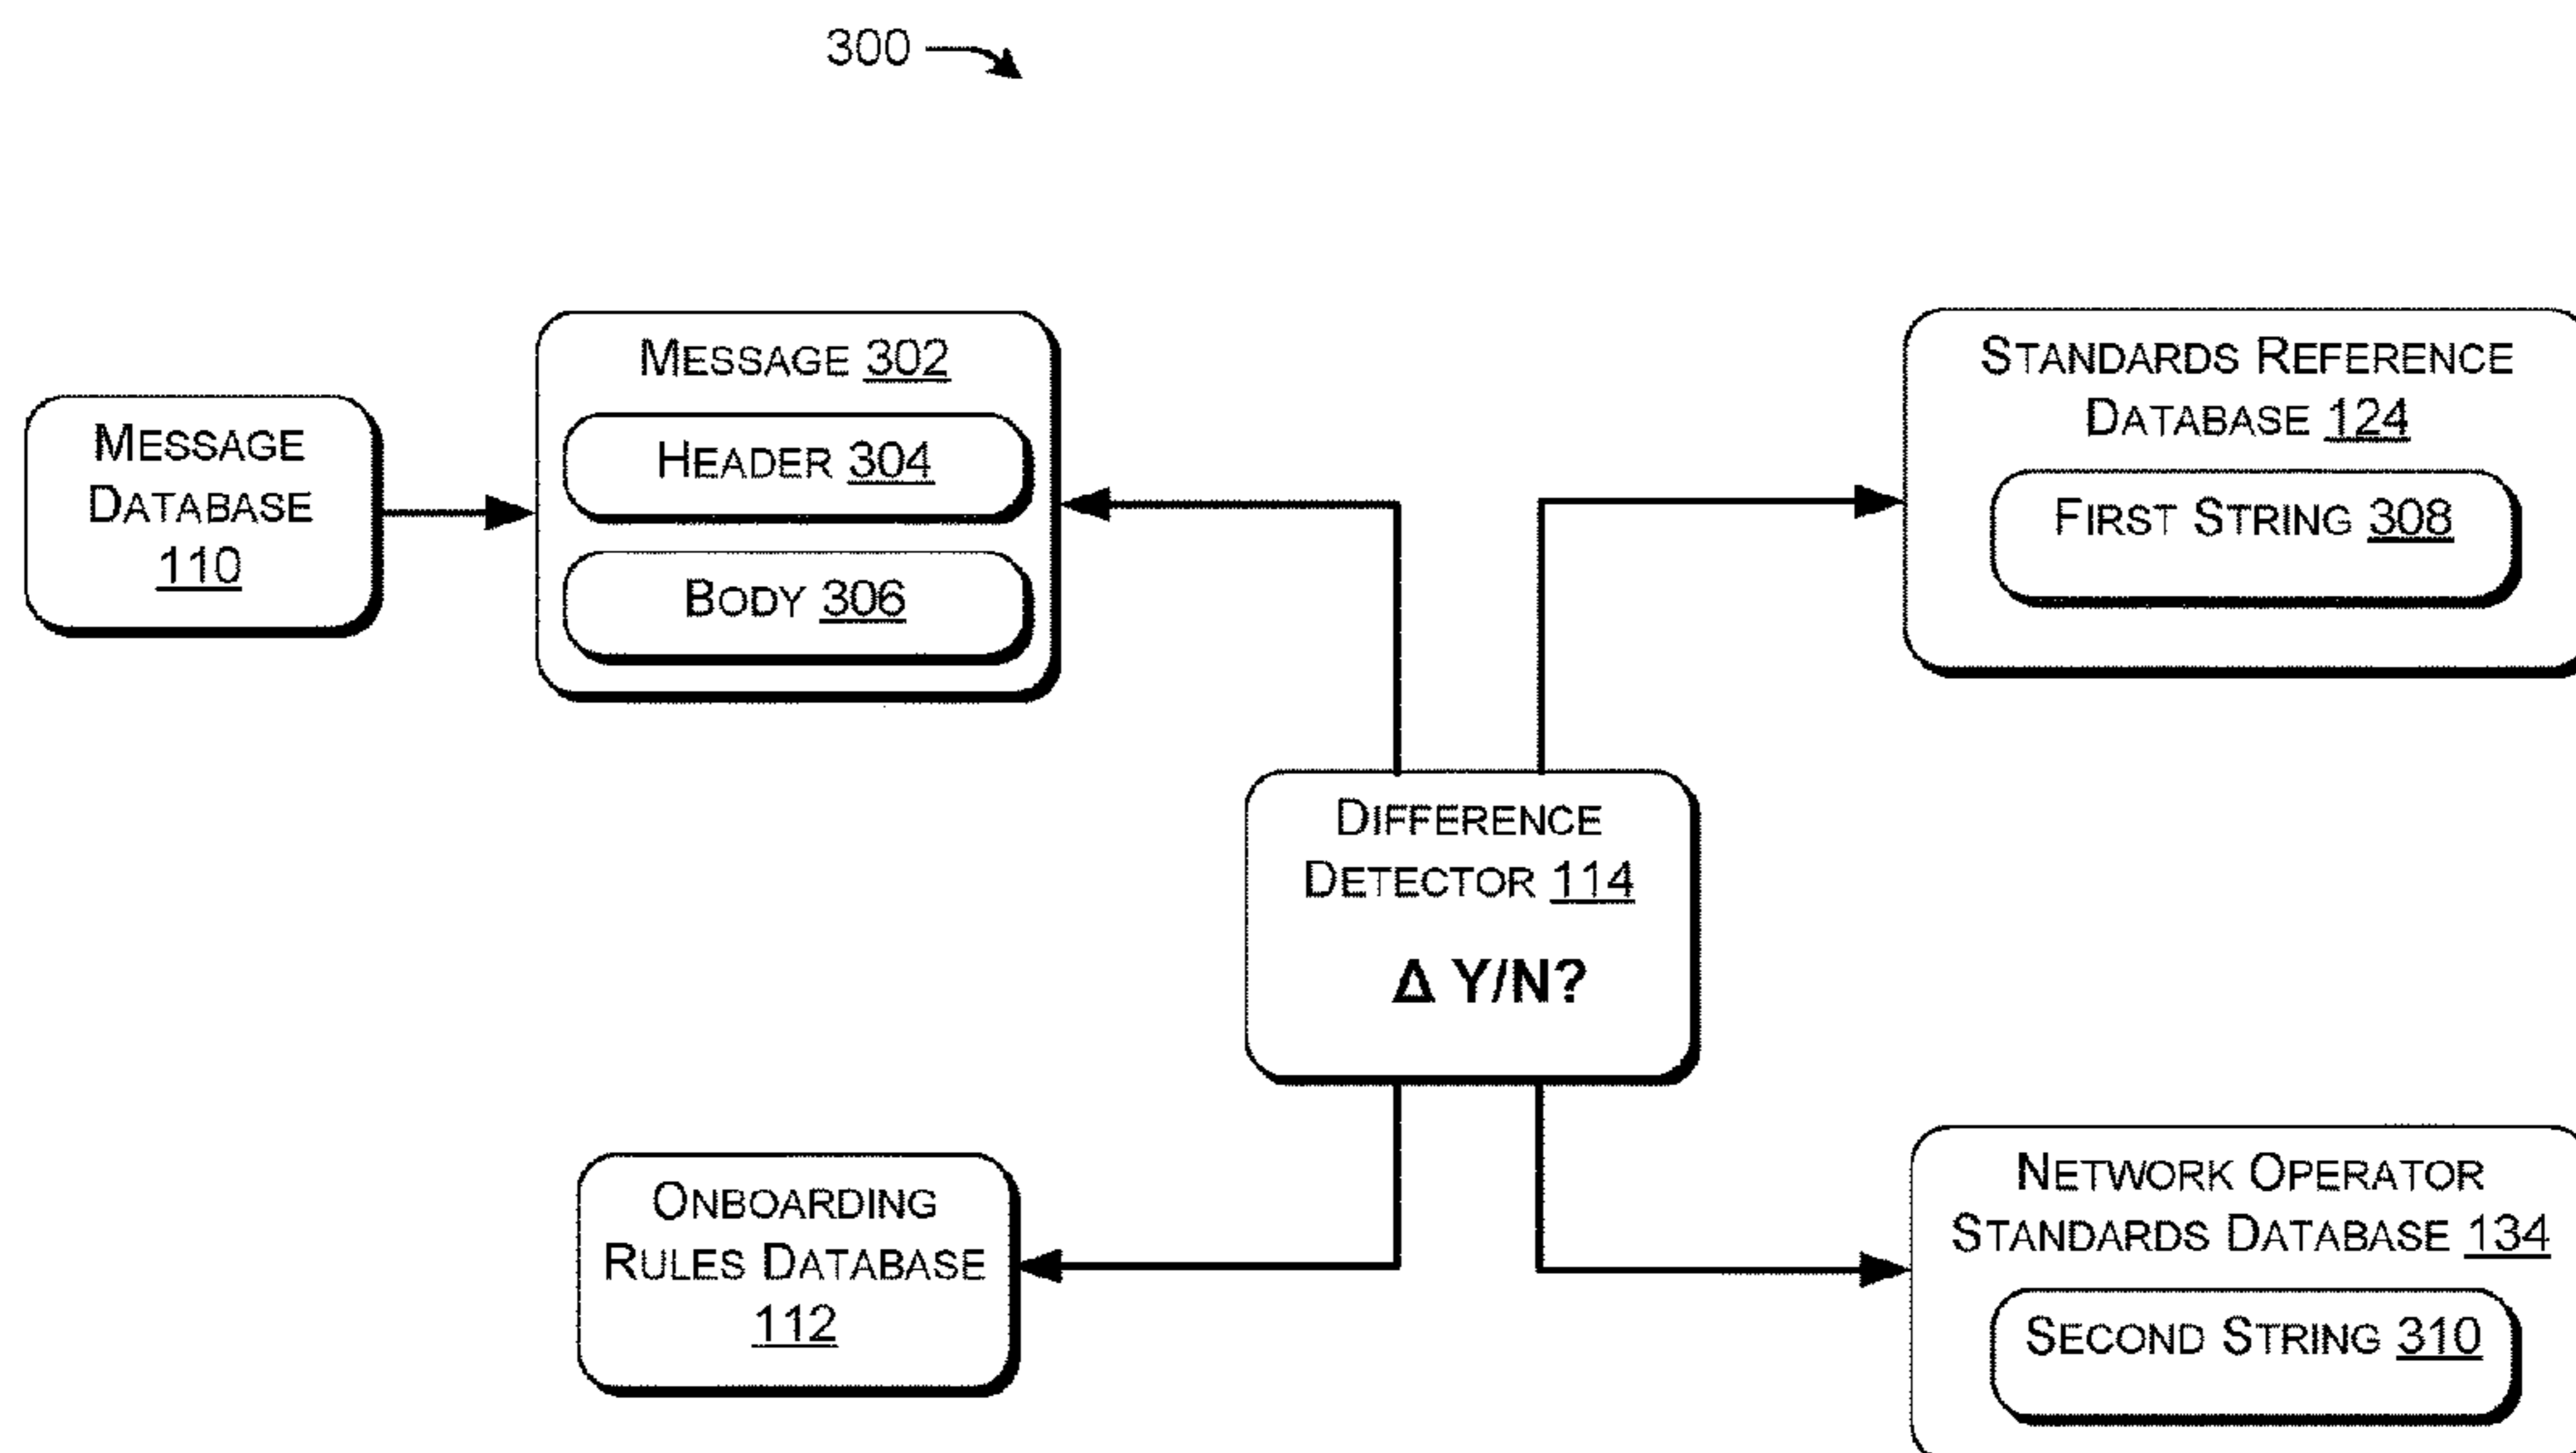 300
MESSAGE 302
HEADER 304
BODY 306
MESSAGE
DATABASE
110
STANDARDS REFERENCE
DATABASE 124
FIRST STRING 308
DIFFERENCE
DETECTOR 114
Δ Y/N?
ONBOARDING
RULES DATABASE
112
NETWORK OPERATOR
STANDARDS DATABASE 134
SECOND STRING 310